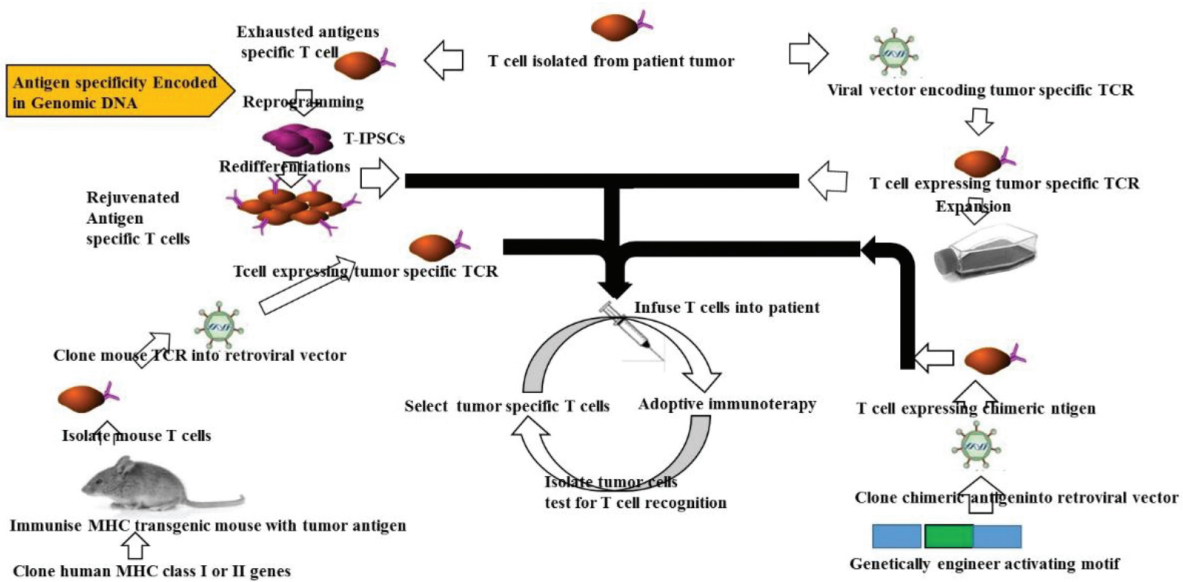 Exhausted antigens
specific T cell
T cell isolated from patient tumor
Viral vector encoding tumor specific TCR
Antigen specificity Encoded
in Genomic DNA
Reprogramming
T-IPSCs
Redifferentiations
Rejuvenated
Antigen
specific T cells
T cell expressing tumor specific TCR
Expansion
Tcell expressing tumor specific TCR
Infuse T cells into patient
Clone mouse TCR into retroviral vector
Select tumor specific T cells
Adoptive immunoterapy
T cell expressing chimeric ntigen
Isolate mouse T cells
Isolate tumor cells
test for T cell recognition
Clone chimeric antigeninto retroviral vector
Immunise MHC transgenic mouse with tumor antigen
Genetically engineer activating motif
Clone human MHC class I or II genes